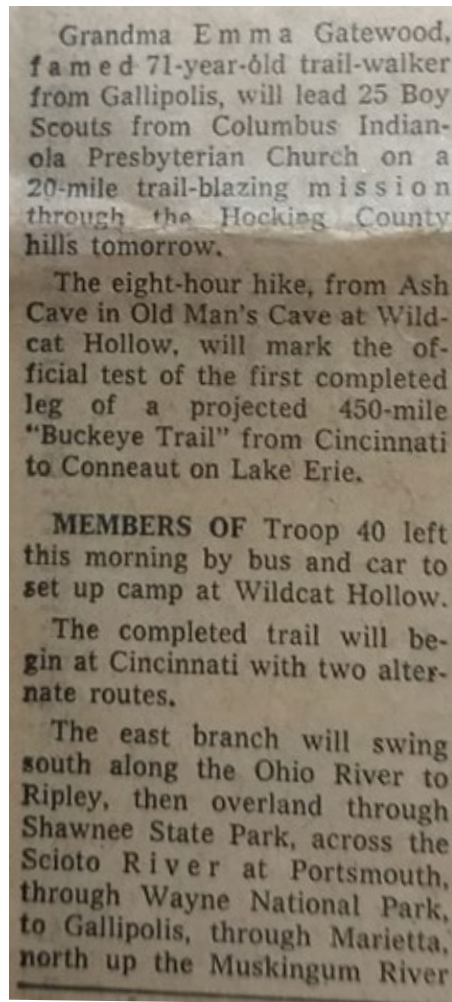 Grandma Emma Gatewood,
famed 71-year-old trail-walker
from Gallipolis, will lead 25 Boy
Scouts from Columbus Indian-
ola Presbyterian Church on a
20-mile trail-blazing mission
through the Hocking County
hills tomorrow.
The eight-hour hike, from Ash
Cave in Old Man's Cave at Wild-
cat Hollow, will mark the of-
ficial test of the first completed
leg of a projected 450-mile
"Buckeye Trail" from Cincinnati
to Conneaut on Lake Erie.
MEMBERS OF Troop 40 left
this morning by bus and car to
set up camp at Wildcat Hollow.
The completed trail will be-
gin at Cincinnati with two alter-
nate routes.
The east branch will swing
south along the Ohio River to
Ripley, then overland through
Shawnee State Park, across the
Scioto River at Portsmouth,
through Wayne National Park,
to Gallipolis, through Marietta,
north up the Muskingum River